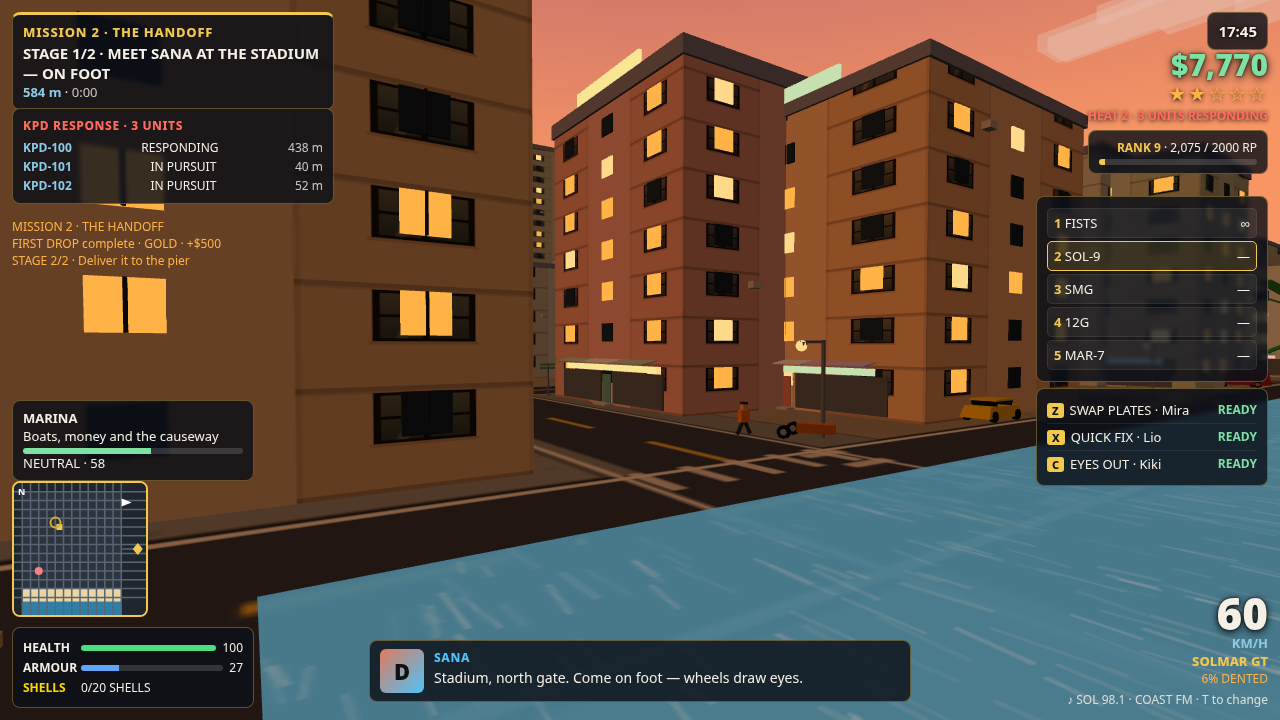 MISSION 2 · THE HANDOFF
STAGE 1/2 · MEET SANA AT THE STADIUM
— ON FOOT
584 m · 0:00
KPD RESPONSE · 3 UNITS
KPD-100 RESPONDING 438 m
KPD-101 IN PURSUIT 40 m
KPD-102 IN PURSUIT 52 m
MISSION 2 · THE HANDOFF
FIRST DROP complete · GOLD · +$500
STAGE 2/2 · Deliver it to the pier
MARINA
Boats, money and the causeway
NEUTRAL · 58
N
HEALTH 100
ARMOUR 27
SHELLS 0/20 SHELLS
D
SANA
Stadium, north gate. Come on foot — wheels draw eyes.
17:45
$7,770
★★☆☆☆☆
HEAT 2 · 3 UNITS RESPONDING
RANK 9 · 2,075 / 2000 RP
1 FISTS ∞
2 SOL-9 —
3 SMG —
4 12G —
5 MAR-7 —
Z SWAP PLATES · Mira READY
X QUICK FIX · Lio READY
C EYES OUT · Kiki READY
60
KM/H
SOLMAR GT
6% DENTED
♪ SOL 98.1 · COAST FM · T to change